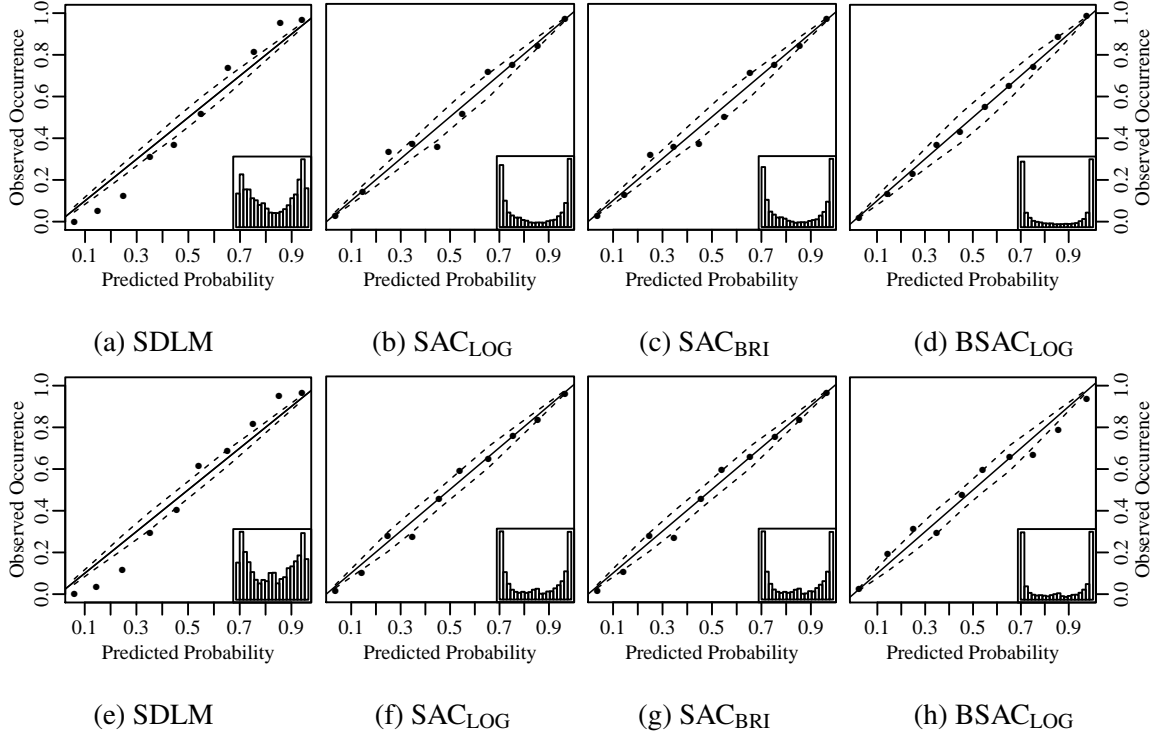 Observed Occurrence
0.0 0.2 0.4 0.6 0.8 1.0
0.1 0.3 0.5 0.7 0.9
Predicted Probability
0.1 0.3 0.5 0.7 0.9
Predicted Probability
0.1 0.3 0.5 0.7 0.9
Predicted Probability
0.1 0.3 0.5 0.7 0.9
Predicted Probability
0.0 0.2 0.4 0.6 0.8 1.0
Observed Occurrence
(a) SDLM
(b) SACLOG
(c) SACBRI
(d) BSACLOG
Observed Occurrence
0.0 0.2 0.4 0.6 0.8 1.0
0.1 0.3 0.5 0.7 0.9
Predicted Probability
0.1 0.3 0.5 0.7 0.9
Predicted Probability
0.1 0.3 0.5 0.7 0.9
Predicted Probability
0.1 0.3 0.5 0.7 0.9
Predicted Probability
0.0 0.2 0.4 0.6 0.8 1.0
Observed Occurrence
(e) SDLM
(f) SACLOG
(g) SACBRI
(h) BSACLOG